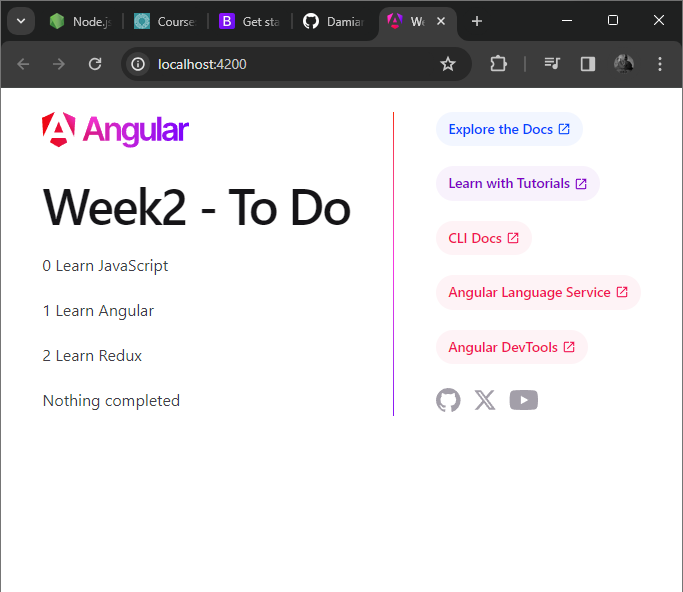 Node.js
Course
Get sta
Damian
We
localhost:4200
Angular
Week2 - To Do
0 Learn JavaScript
1 Learn Angular
2 Learn Redux
Nothing completed
Explore the Docs
Learn with Tutorials
CLI Docs
Angular Language Service
Angular DevTools